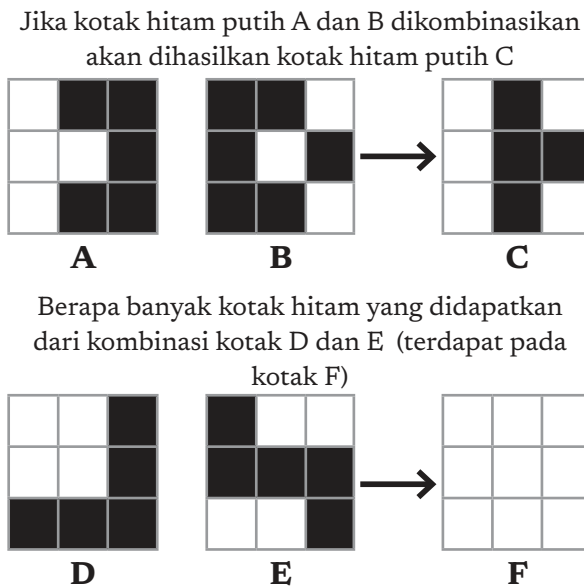 Jika kotak hitam putih A dan B dikombinasikan
akan dihasilkan kotak hitam putih C
A
B
C
Berapa banyak kotak hitam yang didapatkan
dari kombinasi kotak D dan E (terdapat pada
kotak F)
D
E
F